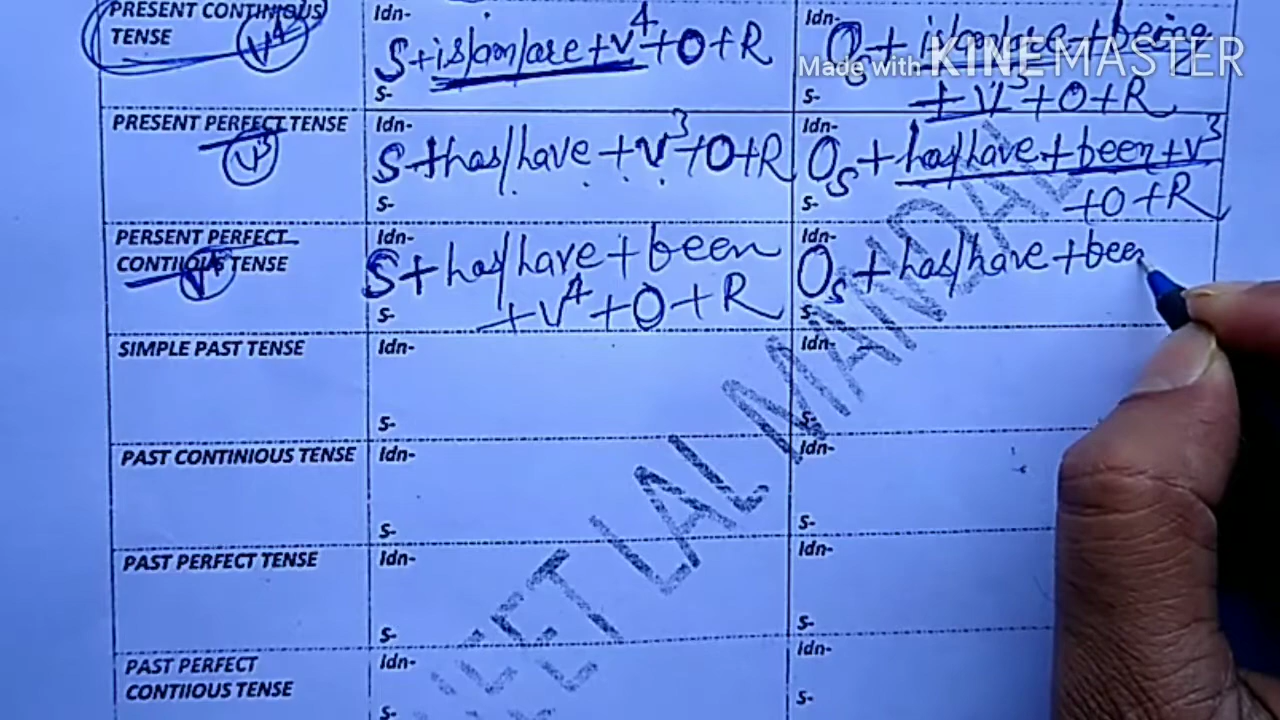 PRESENT CONTINIOUS
TENSE V4
Idn-
S+is/am/are+V4+O+R
S-
Idn-
Os+is/am/are+being
+V3+O+R
S-
Made with KINEMASTER
PRESENT PERFECT TENSE
V3
Idn-
S+has/have+V3+O+R
S-
Idn-
Os+has/have+been+V3
+O+R
S-
PERSENT PERFECT
TENSE
Idn-
S+has/have+been
+V4+O+R
S-
Idn-
Os+has/have+been
S-
SIMPLE PAST TENSE
Idn-
S-
Idn-
S-
PAST CONTINIOUS TENSE
Idn-
S-
Idn-
S-
PAST PERFECT TENSE
Idn-
S-
Idn-
S-
PAST PERFECT
CONTIIOUS TENSE
Idn-
S-
Idn-
S-
LAL MANDAL